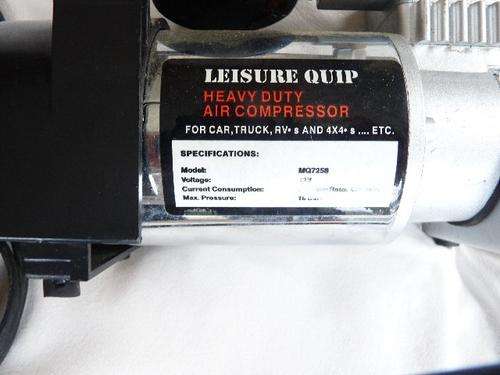 LEISURE QUIP
HEAVY DUTY
AIR COMPRESSOR
FOR CAR,TRUCK, RV's AND 4X4's .... ETC.
SPECIFICATIONS:
Model: MQ7258
Voltage:
Current Consumption:
Max. Pressure: